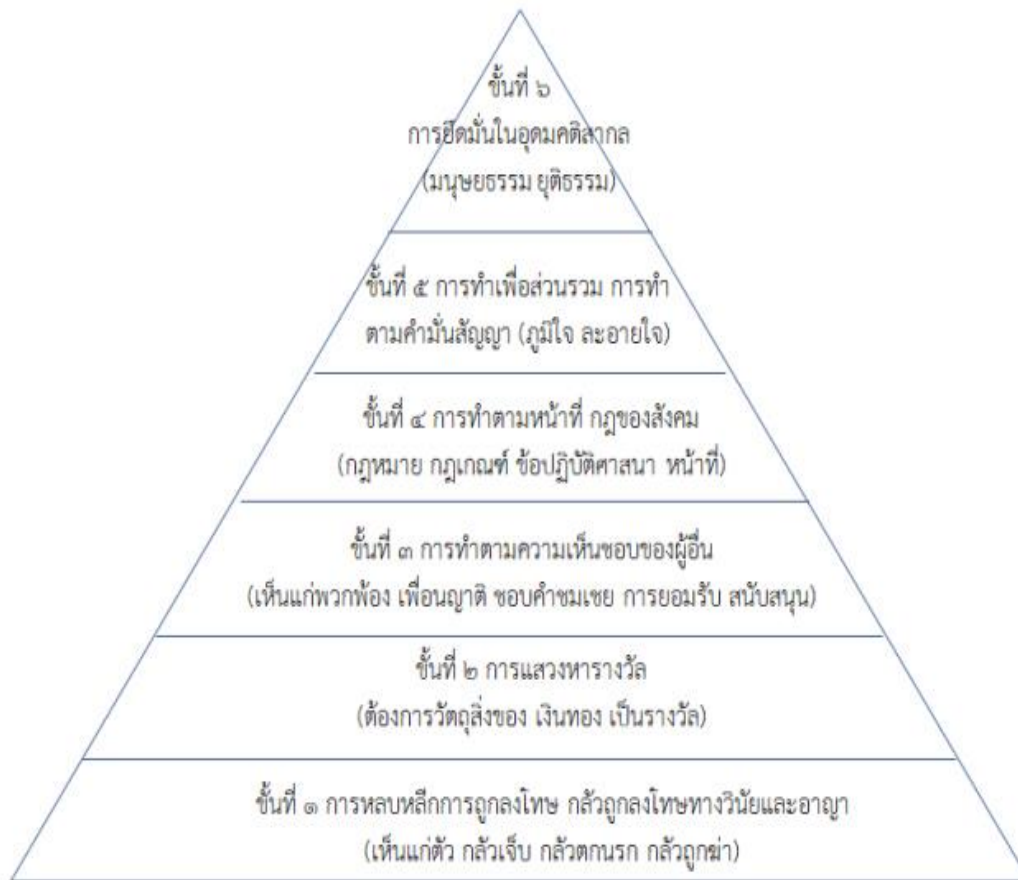 ขั้นที่ ๖
การยึดมั่นในอุดมคติสากล
(มนุษยธรรม ยุติธรรม)
ขั้นที่ ๕ การทำเพื่อส่วนรวม การทำ
ตามคำมั่นสัญญา (ภูมิใจ ละอายใจ)
ขั้นที่ ๔ การทำตามหน้าที่ กฎของสังคม
(กฎหมาย กฎเกณฑ์ ข้อปฏิบัติศาสนา หน้าที่)
ขั้นที่ ๓ การทำตามความเห็นชอบของผู้อื่น
(เห็นแก่พวกพ้อง เพื่อนญาติ ชอบคำชมเชย การยอมรับ สนับสนุน)
ขั้นที่ ๒ การแสวงหารางวัล
(ต้องการวัตถุสิ่งของ เงินทอง เป็นรางวัล)
ขั้นที่ ๑ การหลบหลีกการถูกลงโทษ กลัวถูกลงโทษทางวินัยและอาญา
(เห็นแก่ตัว กลัวเจ็บ กลัวตกนรก กลัวถูกฆ่า)